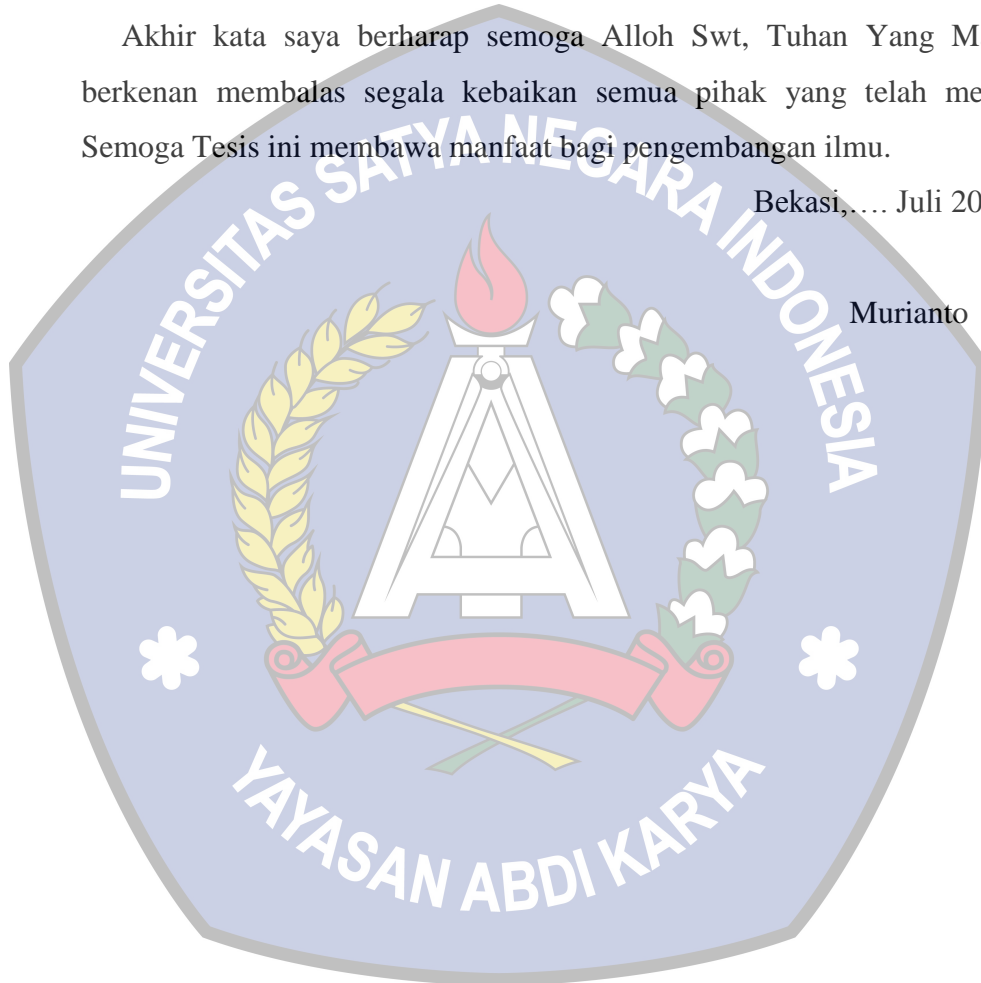 Akhir kata saya berharap semoga Alloh Swt, Tuhan Yang M
berkenan membalas segala kebaikan semua pihak yang telah me
Semoga Tesis ini membawa manfaat bagi pengembangan ilmu.
Bekasi,…. Juli 20
Murianto
UNIVERSITAS SATYA NEGARA INDONESIA
YAYASAN ABDI KARYA